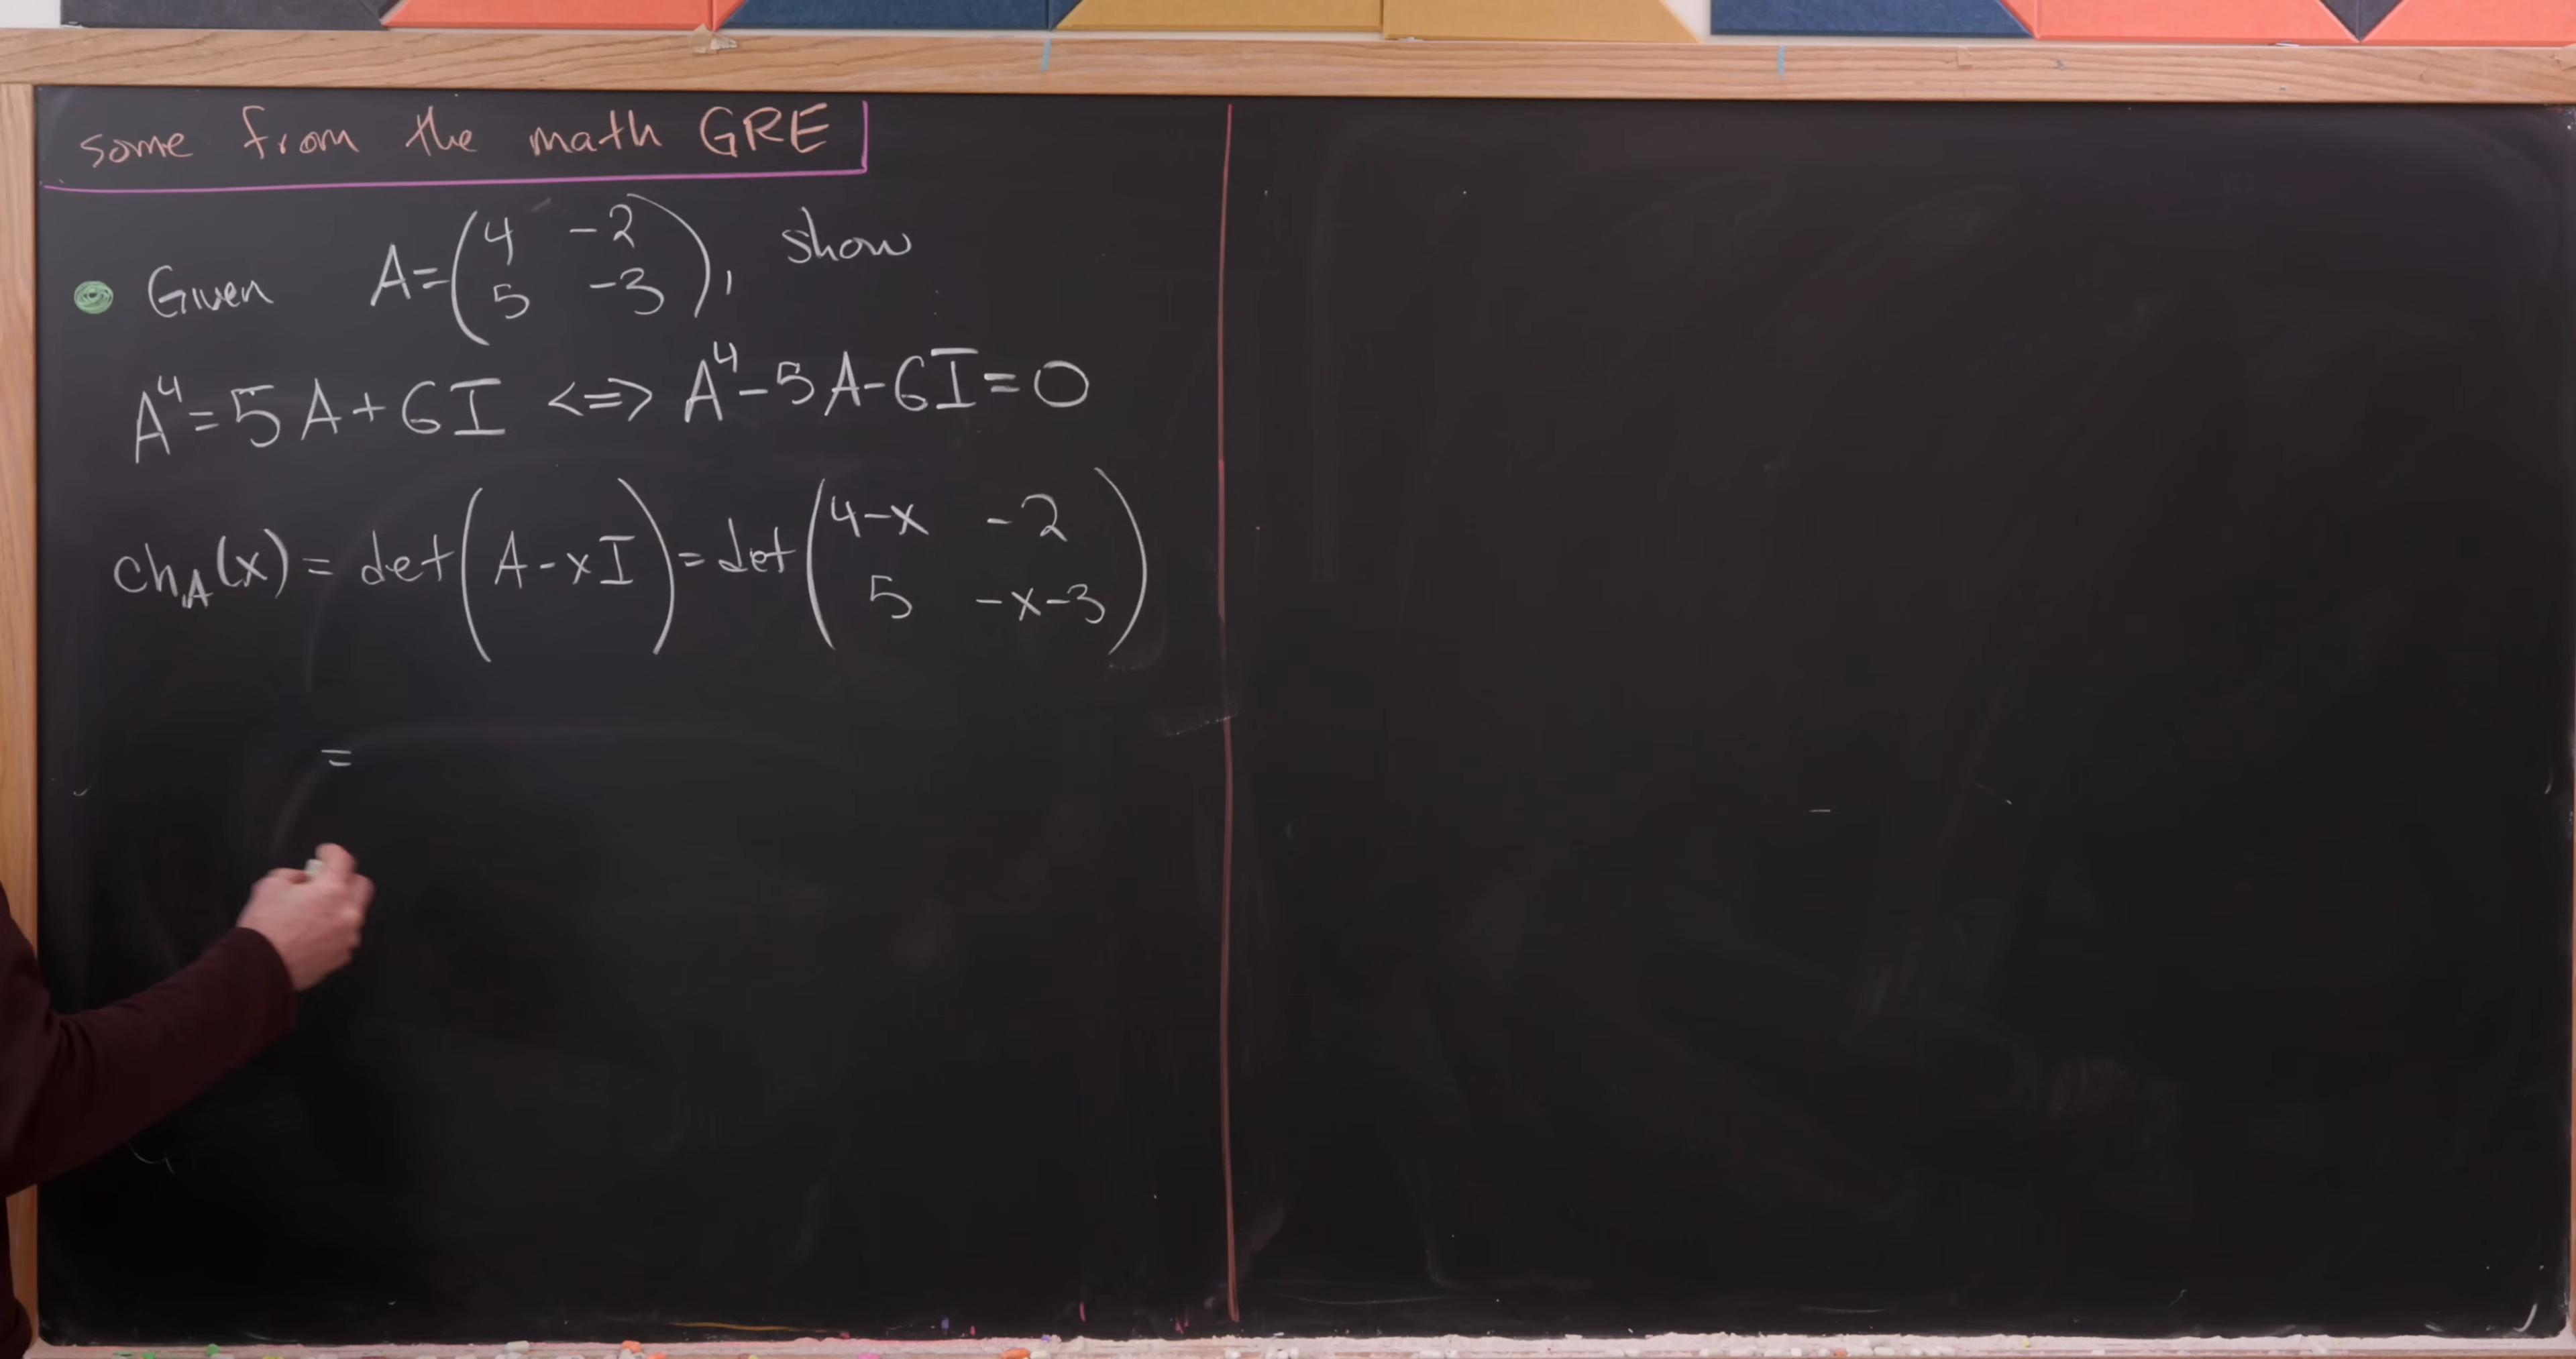 some from the math GRE
• Given A = ( 4 -2 ; 5 -3 ), show
A⁴ = 5A + 6I <=> A⁴ - 5A - 6I = 0
ch_A(x) = det( A - xI ) = det( 4-x -2 ; 5 -x-3 )
=